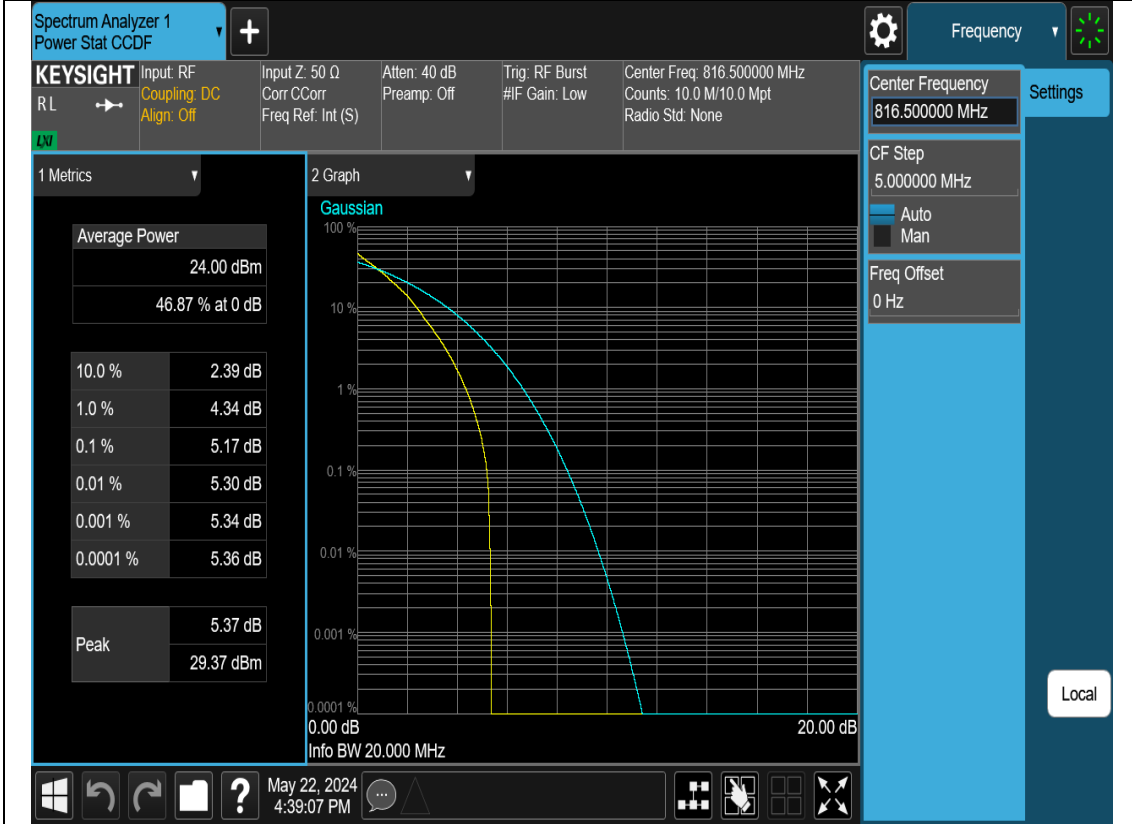 Spectrum Analyzer 1
Power Stat CCDF
Frequency
KEYSIGHT
RL
LXI
Input: RF
Coupling: DC
Align: Off
Input Z: 50 Ω
Corr CCorr
Freq Ref: Int (S)
Atten: 40 dB
Preamp: Off
Trig: RF Burst
#IF Gain: Low
Center Freq: 816.500000 MHz
Counts: 10.0 M/10.0 Mpt
Radio Std: None
Center Frequency
816.500000 MHz
Settings
CF Step
5.000000 MHz
Auto
Man
Freq Offset
0 Hz
1 Metrics
Average Power
24.00 dBm
46.87 % at 0 dB
10.0 % 2.39 dB
1.0 % 4.34 dB
0.1 % 5.17 dB
0.01 % 5.30 dB
0.001 % 5.34 dB
0.0001 % 5.36 dB
Peak
5.37 dB
29.37 dBm
2 Graph
Gaussian
100 %
10 %
1 %
0.1 %
0.01 %
0.001 %
0.0001 %
0.00 dB 20.00 dB
Info BW 20.000 MHz
Local
? May 22, 2024
4:39:07 PM